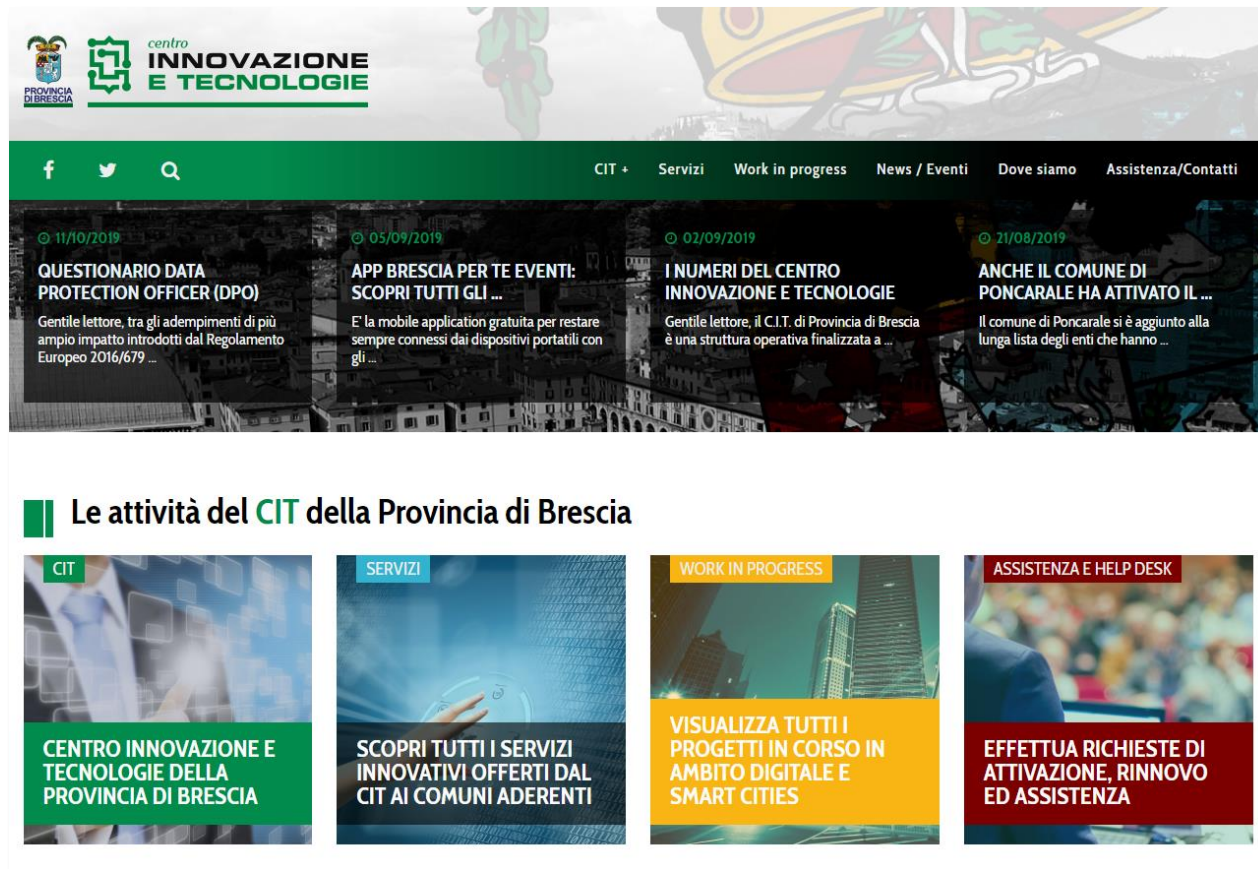 PROVINCIA
DI BRESCIA
centro
INNOVAZIONE
E TECNOLOGIE
CIT +
Servizi
Work in progress
News / Eventi
Dove siamo
Assistenza/Contatti
11/10/2019
QUESTIONARIO DATA
PROTECTION OFFICER (DPO)
Gentile lettore, tra gli adempimenti di più
ampio impatto introdotti dal Regolamento
Europeo 2016/679 ...
05/09/2019
APP BRESCIA PER TE EVENTI:
SCOPRI TUTTI GLI ...
E' la mobile application gratuita per restare
sempre connessi dai dispositivi portatili con
gli ...
02/09/2019
I NUMERI DEL CENTRO
INNOVAZIONE E TECNOLOGIE
Gentile lettore, il C.I.T. di Provincia di Brescia
è una struttura operativa finalizzata a ...
21/08/2019
ANCHE IL COMUNE DI
PONCARALE HA ATTIVATO IL ...
Il comune di Poncarale si è aggiunto alla
lunga lista degli enti che hanno ...
Le attività del CIT della Provincia di Brescia
CIT
CENTRO INNOVAZIONE E
TECNOLOGIE DELLA
PROVINCIA DI BRESCIA
SERVIZI
SCOPRI TUTTI I SERVIZI
INNOVATIVI OFFERTI DAL
CIT AI COMUNI ADERENTI
WORK IN PROGRESS
VISUALIZZA TUTTI I
PROGETTI IN CORSO IN
AMBITO DIGITALE E
SMART CITIES
ASSISTENZA E HELP DESK
EFFETTUA RICHIESTE DI
ATTIVAZIONE, RINNOVO
ED ASSISTENZA